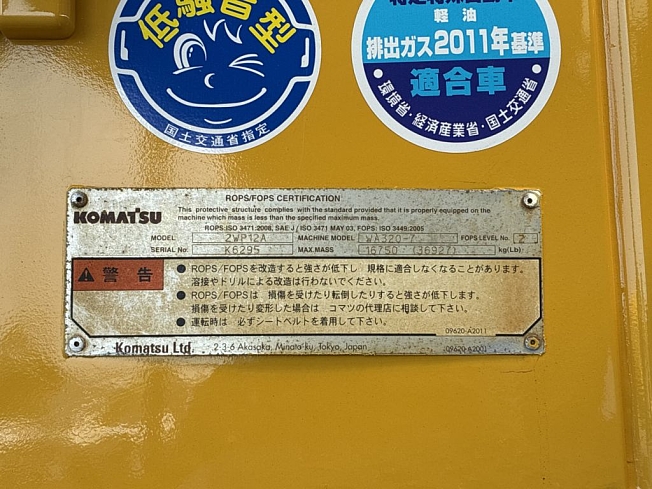 低騒音型
国土交通省指定
軽油
排出ガス2011年基準
適合車
・環境省・経済産業省・国土交通省
ROPS/FOPS CERTIFICATION
KOMATSU
This protective structure complies with the standard provided that it is properly equipped on the
machine which mass is less than the specified maximum mass.
ROPS:ISO 3471:2008, SAE J / ISO 3471 MAY 03, FOPS: ISO 3449:2005
MODEL 2WP12A MACHINE MODEL WA320-7 FOPS LEVEL No. 2
SERIAL No. K6295 MAX.MASS 16750 (36927) kg(Lb)
警告
● ROPS/FOPSを改造すると強さが低下し 規格に適合しなくなることがあります。
溶接やドリルによる改造は行わないでください。
● ROPS/FOPSは 損傷を受けたり転倒したりすると強さが低下します。
損傷を受けたり変形した場合は コマツの代理店に相談して下さい。
● 運転時は 必ずシートベルトを着用して下さい。
09620-A2011
Komatsu Ltd. 2-3-6 Akasaka, Minato-ku, Tokyo, Japan 09620-A2001